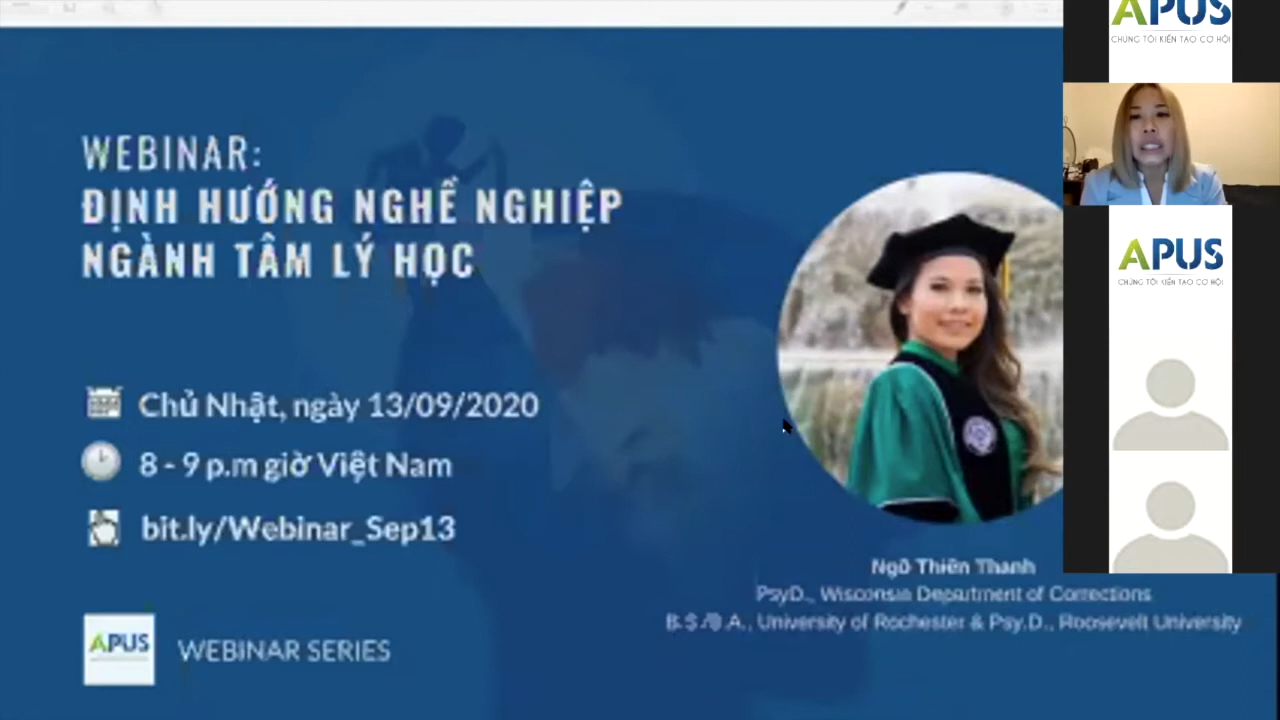 WEBINAR:
ĐỊNH HƯỚNG NGHỀ NGHIỆP
NGÀNH TÂM LÝ HỌC
Chủ Nhật, ngày 13/09/2020
8 - 9 p.m giờ Việt Nam
bit.ly/Webinar_Sep13
APUS
WEBINAR SERIES
Ngô Thiên Thanh
PsyD., Wisconsin Department of Corrections
B.S./B.A., University of Rochester & Psy.D., Roosevelt University
APUS
CHÚNG TÔI KIẾN TẠO CƠ HỘI
APUS
CHÚNG TÔI KIẾN TẠO CƠ HỘI